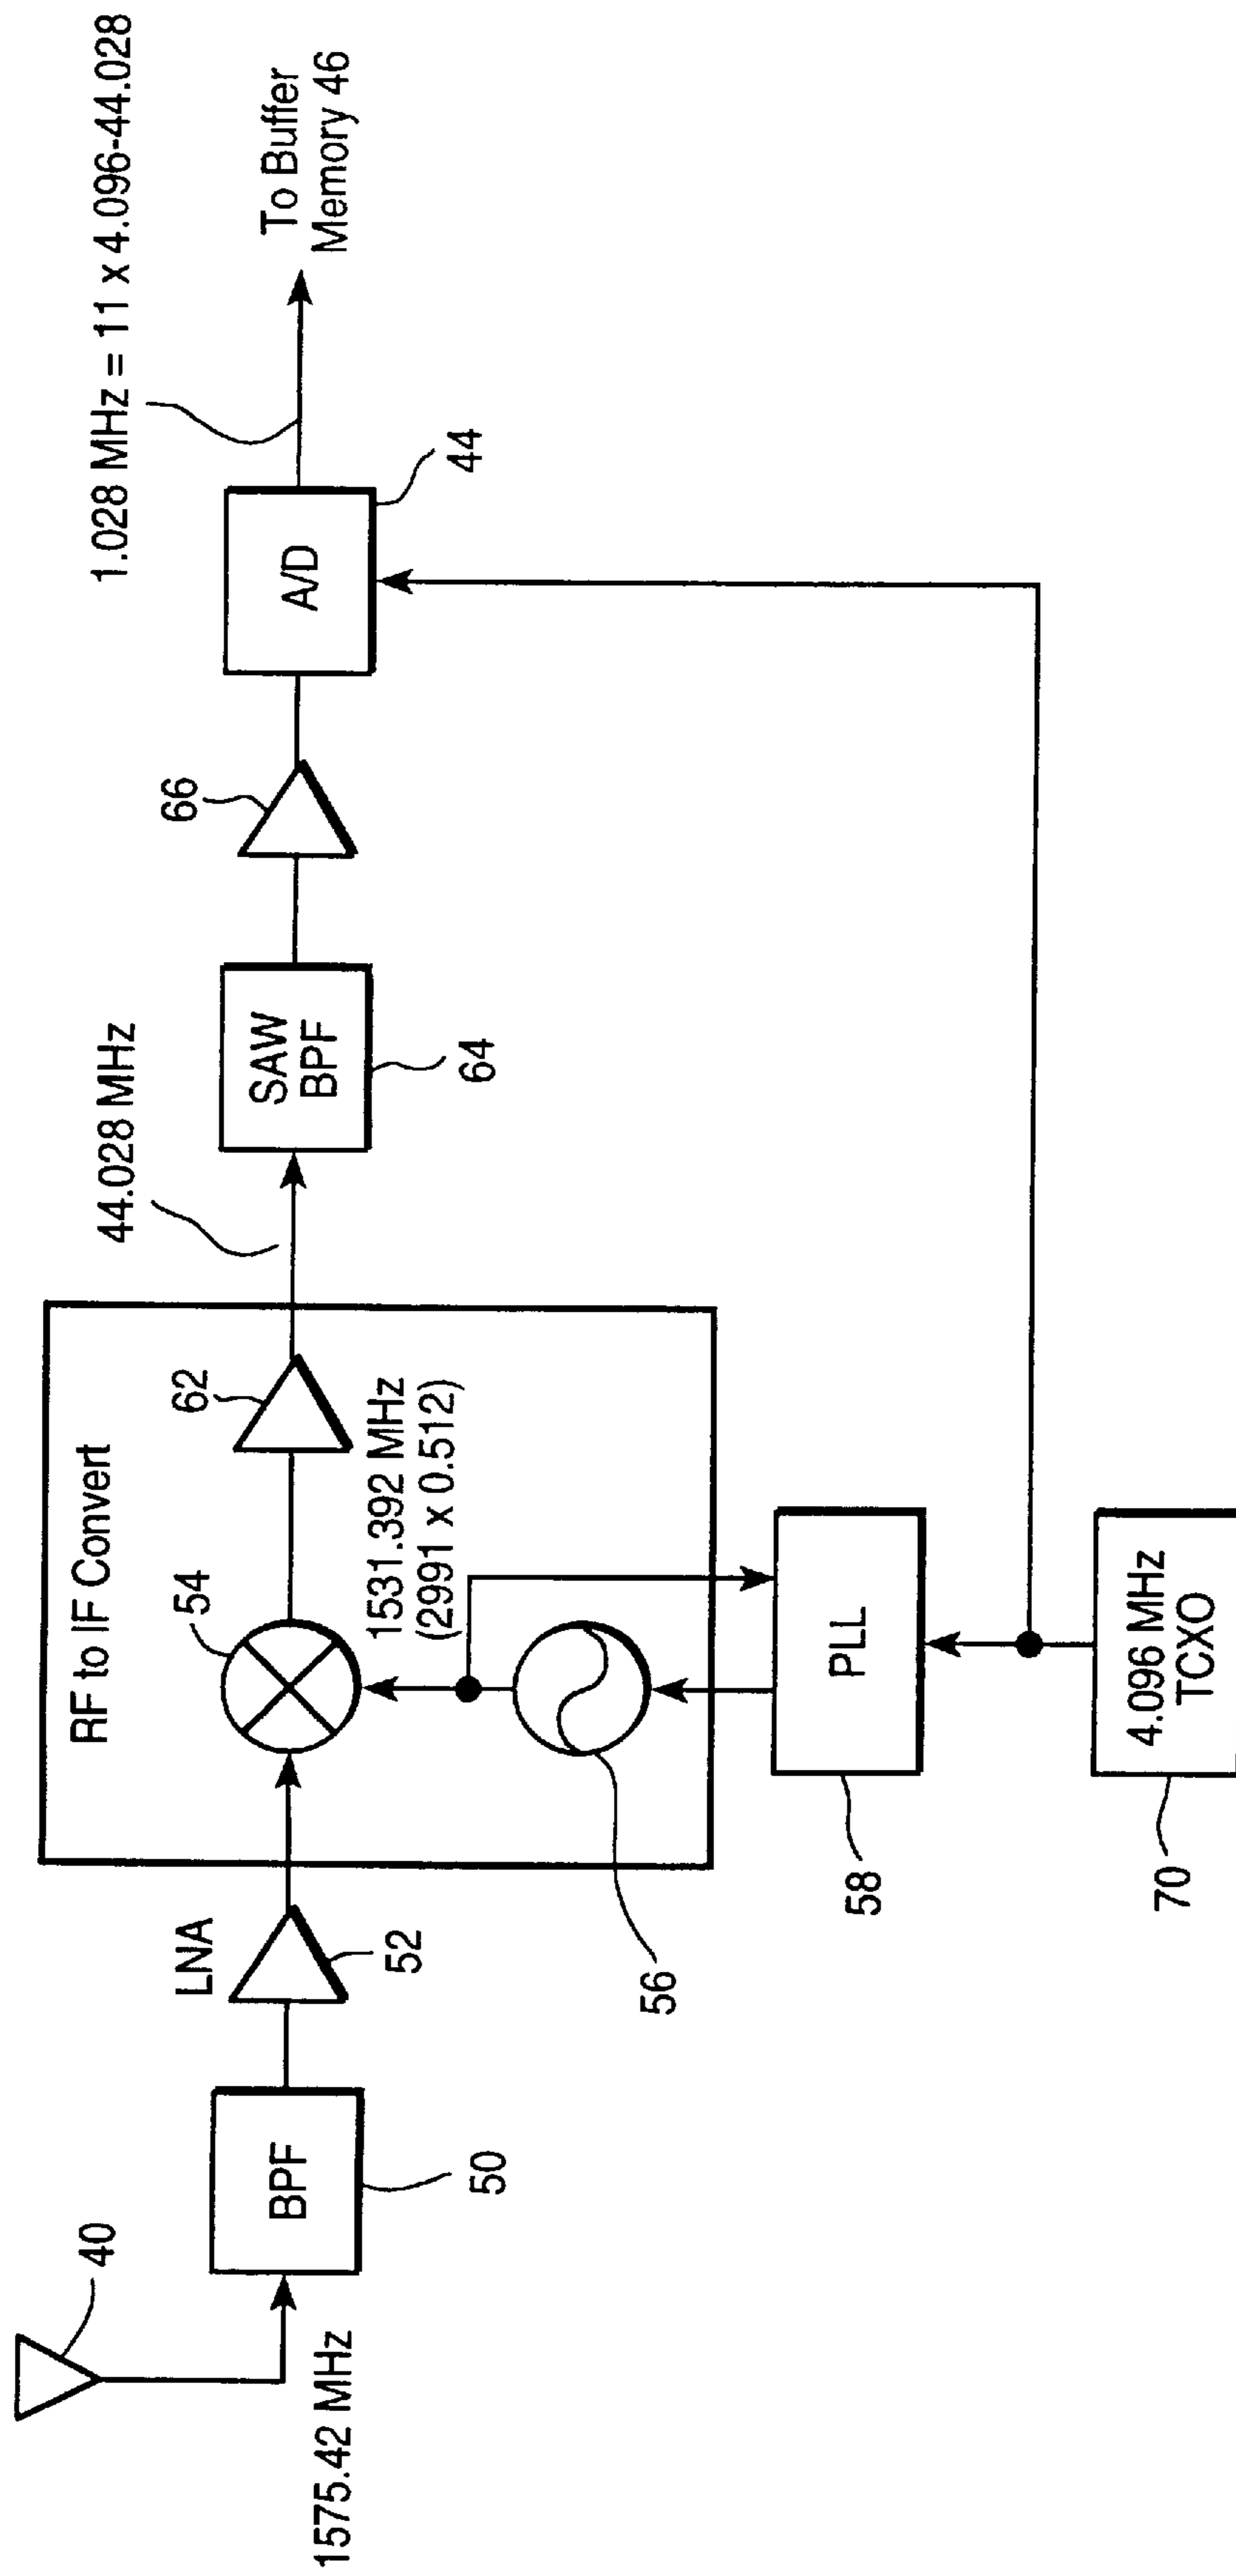 40
1575.42 MHz
BPF
50
LNA
52
RF to IF Convert
54
62
1531.392 MHz
(2991 x 0.512)
56
PLL
58
4.096 MHz
TCXO
70
44.028 MHz
SAW
BPF
64
66
A/D
44
1.028 MHz = 11 x 4.096-44.028
To Buffer
Memory 46